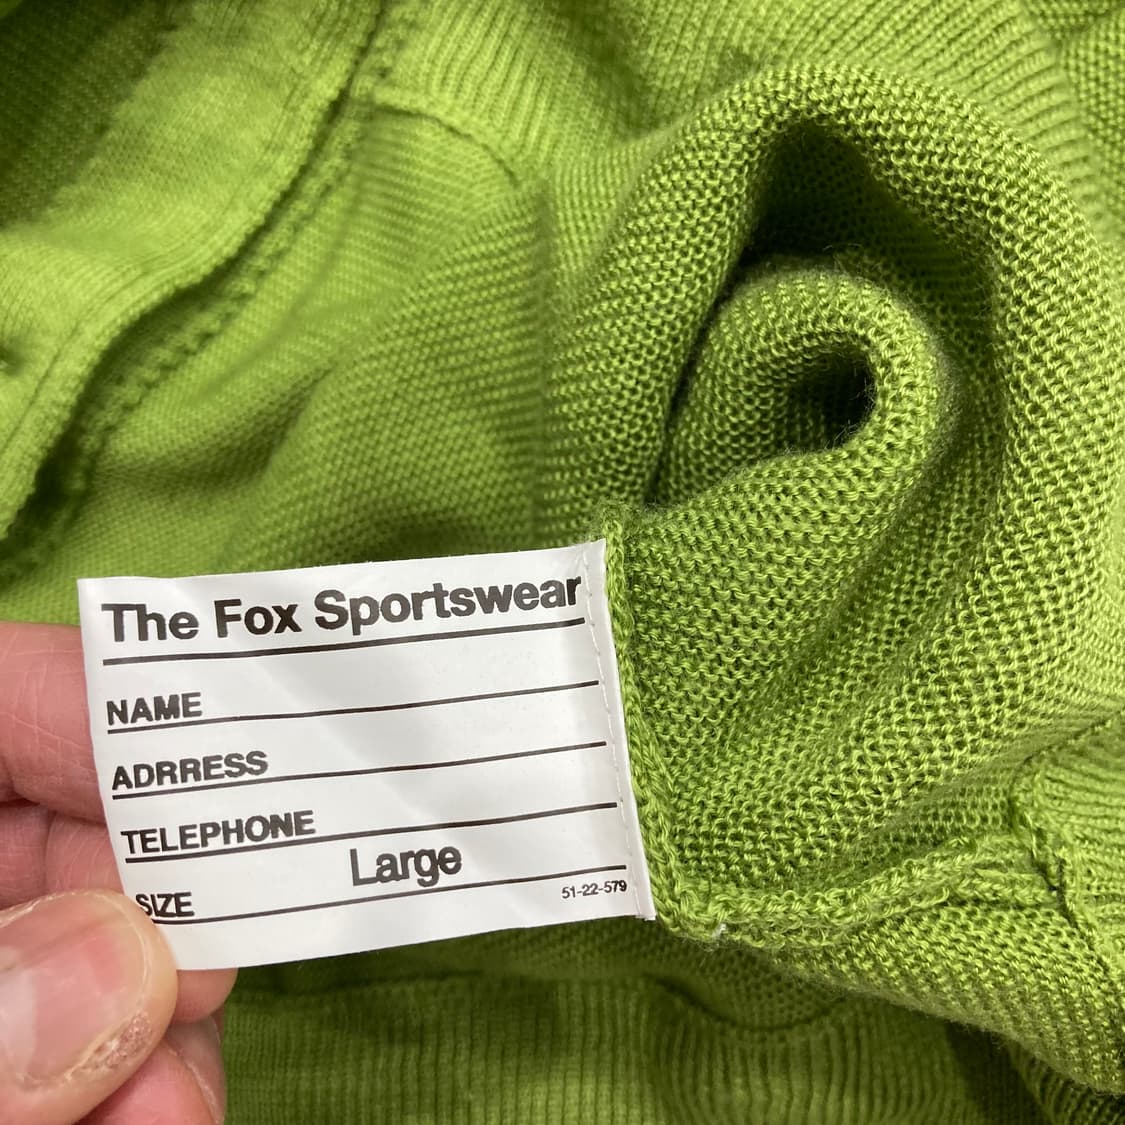 The Fox Sportswear
NAME
ADRRESS
TELEPHONE
Large
SIZE
51-22-579